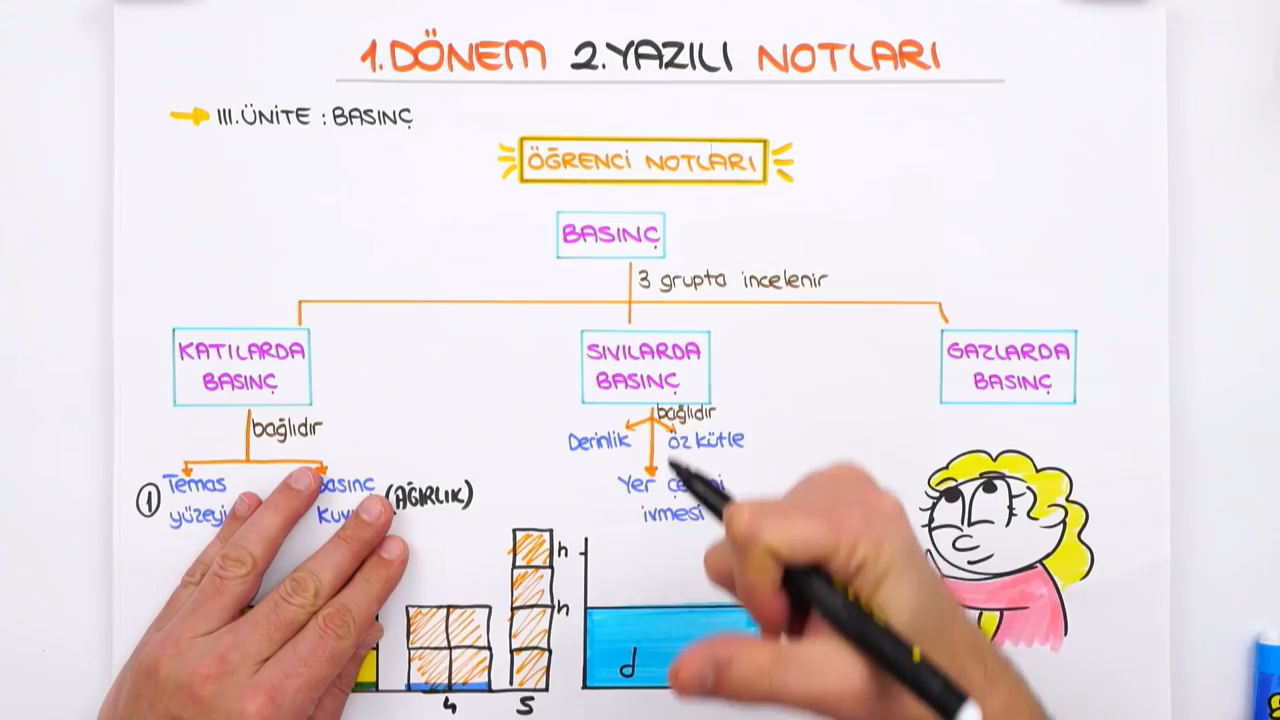 1.DÖNEM 2.YAZILI NOTLARI
III.ÜNİTE : BASINÇ
ÖĞRENCİ NOTLARI
BASINÇ
3 grupta incelenir
KATILARDA
BASINÇ
SIVILARDA
BASINÇ
GAZLARDA
BASINÇ
bağlıdır
bağlıdır
Derinlik
öz kütle
1 Temas
yüzeyi
(AĞIRLIK)
Yer
ivmesi
h
h
d
4
5